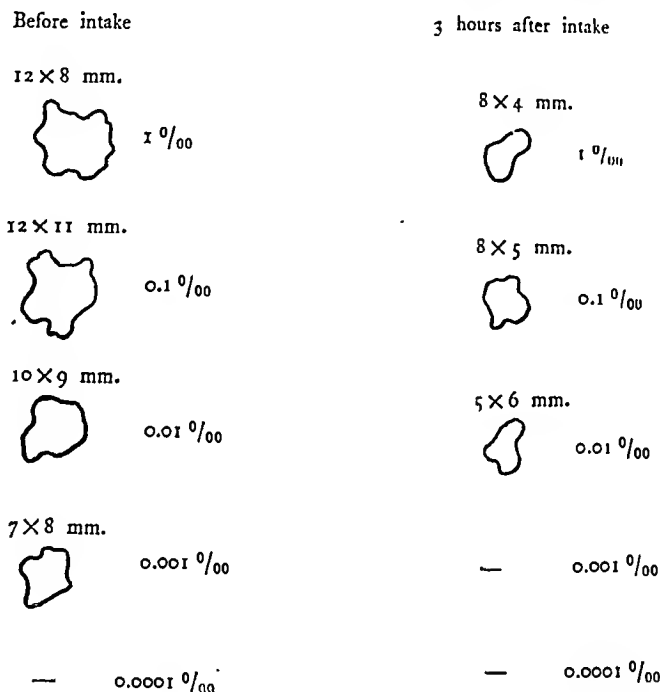 Before intake
3 hours after intake
12×8 mm.
8×4 mm.
1 ⁰/₀₀
1 ⁰/₀₀
12×11 mm.
8×5 mm.
0.1 ⁰/₀₀
0.1 ⁰/₀₀
10×9 mm.
5×6 mm.
0.01 ⁰/₀₀
0.01 ⁰/₀₀
7×8 mm.
0.001 ⁰/₀₀
— 0.001 ⁰/₀₀
— 0.0001 ⁰/₀₀
— 0.0001 ⁰/₀₀